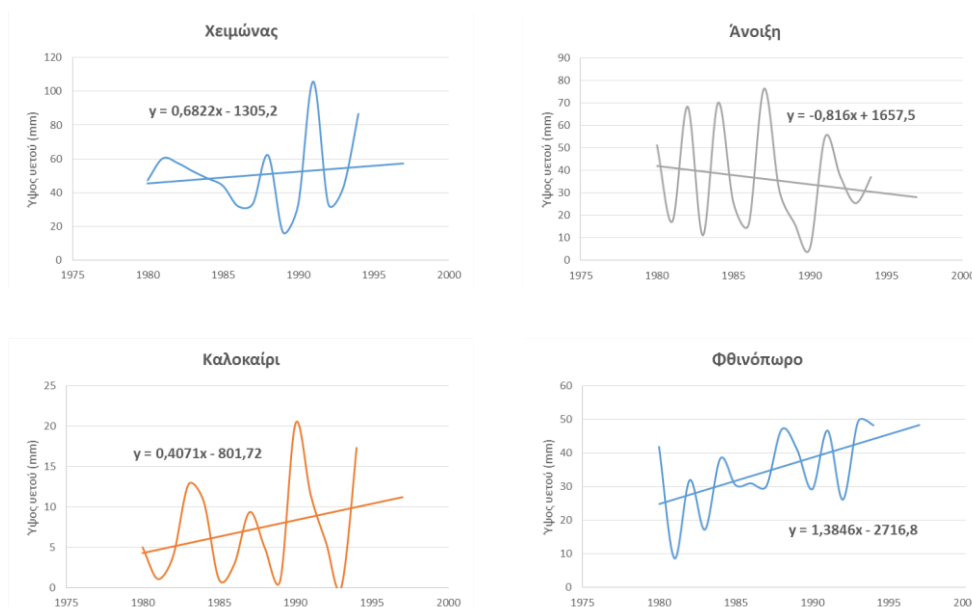 Χειμώνας
Ύψος υετού (mm)
120
100
80
60
40
20
0
y = 0,6822x - 1305,2
1975 1980 1985 1990 1995 2000
Άνοιξη
Ύψος υετού (mm)
90
80
70
60
50
40
30
20
10
0
y = -0,816x + 1657,5
1975 1980 1985 1990 1995 2000
Καλοκαίρι
Ύψος υετού (mm)
25
20
15
10
5
0
y = 0,4071x - 801,72
1975 1980 1985 1990 1995 2000
Φθινόπωρο
Ύψος υετού (mm)
60
50
40
30
20
10
0
y = 1,3846x - 2716,8
1975 1980 1985 1990 1995 2000